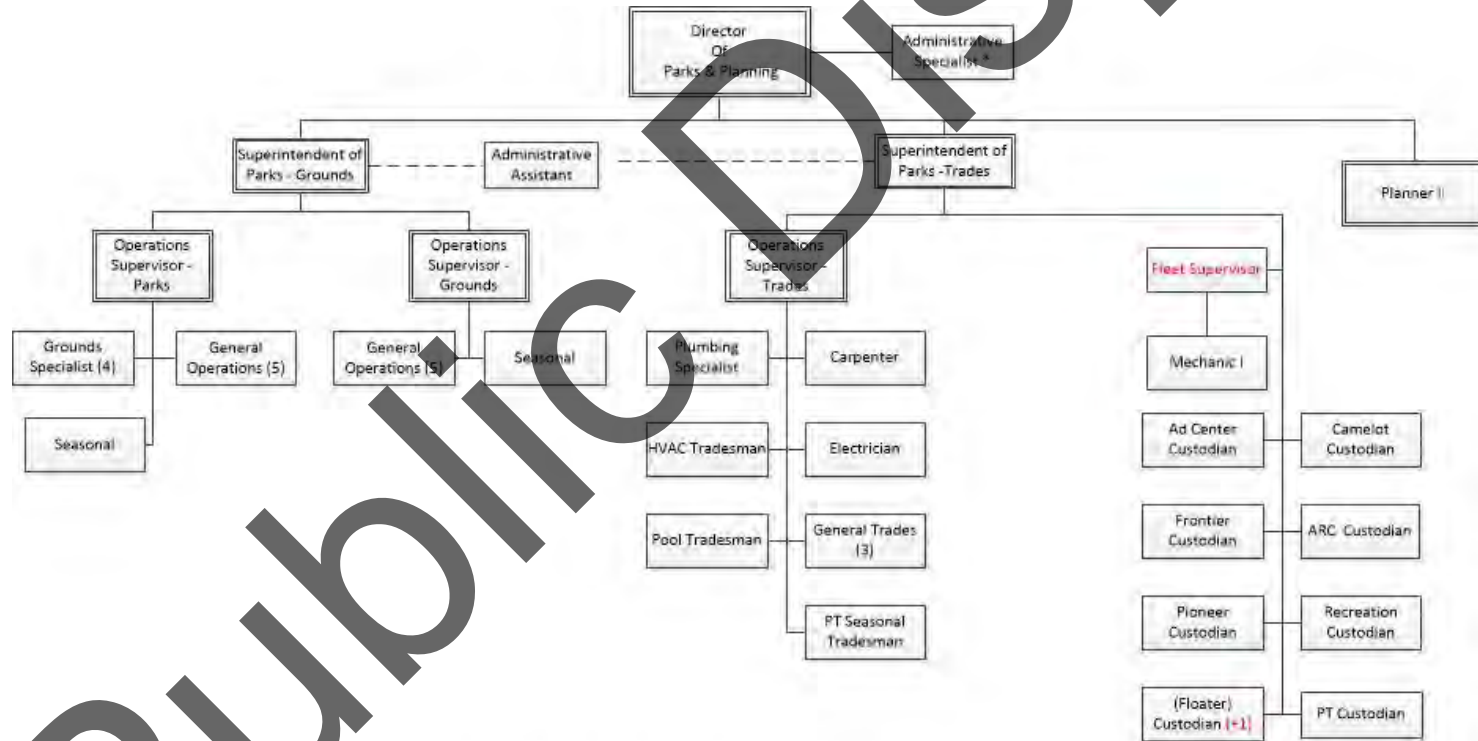 Director
Of
Parks & Planning
Administrative
Specialist *
Superintendent of
Parks - Grounds
Administrative
Assistant
Superintendent of
Parks -Trades
Planner II
Operations
Supervisor -
Parks
Operations
Supervisor -
Grounds
Operations
Supervisor -
Trades
Fleet Supervisor
Mechanic I
Grounds
Specialist (4)
General
Operations (5)
General
Operations (5)
Seasonal
Plumbing
Specialist
Carpenter
Seasonal
HVAC Tradesman
Electrician
Ad Center
Custodian
Camelot
Custodian
Pool Tradesman
General Trades
(3)
Frontier
Custodian
ARC Custodian
PT Seasonal
Tradesman
Pioneer
Custodian
Recreation
Custodian
(Floater)
Custodian (+1)
PT Custodian
Public Dis